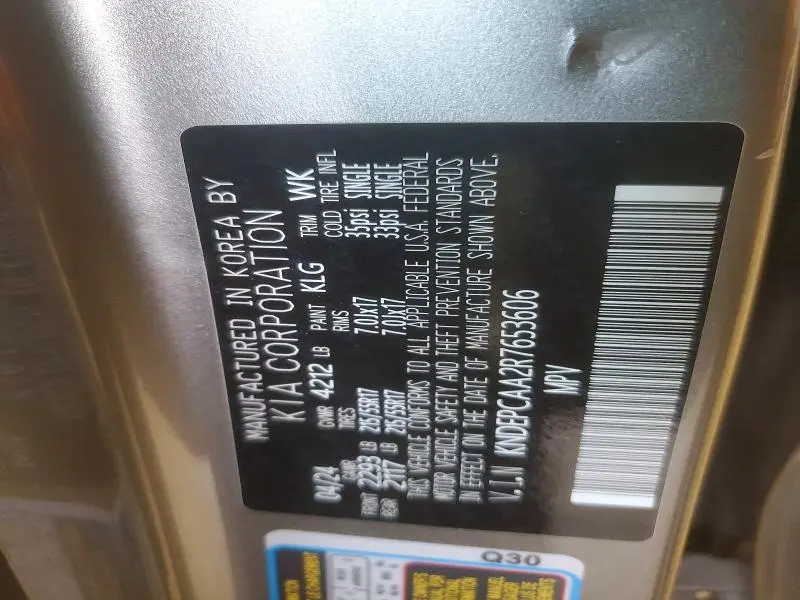 MANUFACTURED IN KOREA BY
KIA CORPORATION
04/24 GVWR 4212 LB PAINT KLG TRIM WK
GAWR TIRES RIMS COLD TIRE INFL
FRONT 2293 LB 215/55R17 7.0Jx17 35psi SINGLE
REAR 2117 LB 215/55R17 7.0Jx17 33psi SINGLE
THIS VEHICLE CONFORMS TO ALL APPLICABLE U.S.A. FEDERAL
MOTOR VEHICLE SAFETY AND THEFT PREVENTION STANDARDS
IN EFFECT ON THE DATE OF MANUFACTURE SHOWN ABOVE.
V.I.N KNDEPCAA2R7653606
MPV
Q30